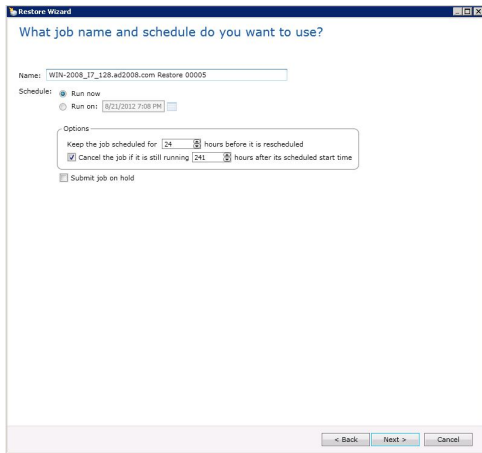 Restore Wizard
What job name and schedule do you want to use?
Name: WIN-2008_I7_128.ad2008.com Restore 00005
Schedule: Run now
Run on: 8/21/2012 7:08 PM
Options
Keep the job scheduled for 24 hours before it is rescheduled
Cancel the job if it is still running 241 hours after its scheduled start time
Submit job on hold
< Back Next > Cancel